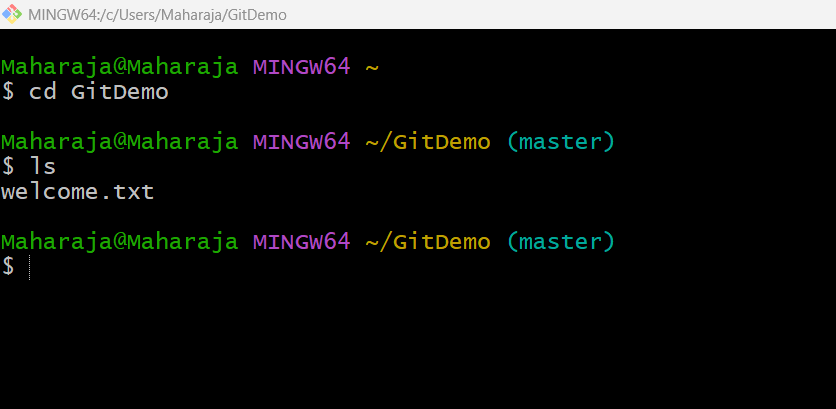 MINGW64:/c/Users/Maharaja/GitDemo
Maharaja@Maharaja MINGW64 ~
$ cd GitDemo
Maharaja@Maharaja MINGW64 ~/GitDemo (master)
$ ls
welcome.txt
Maharaja@Maharaja MINGW64 ~/GitDemo (master)
$